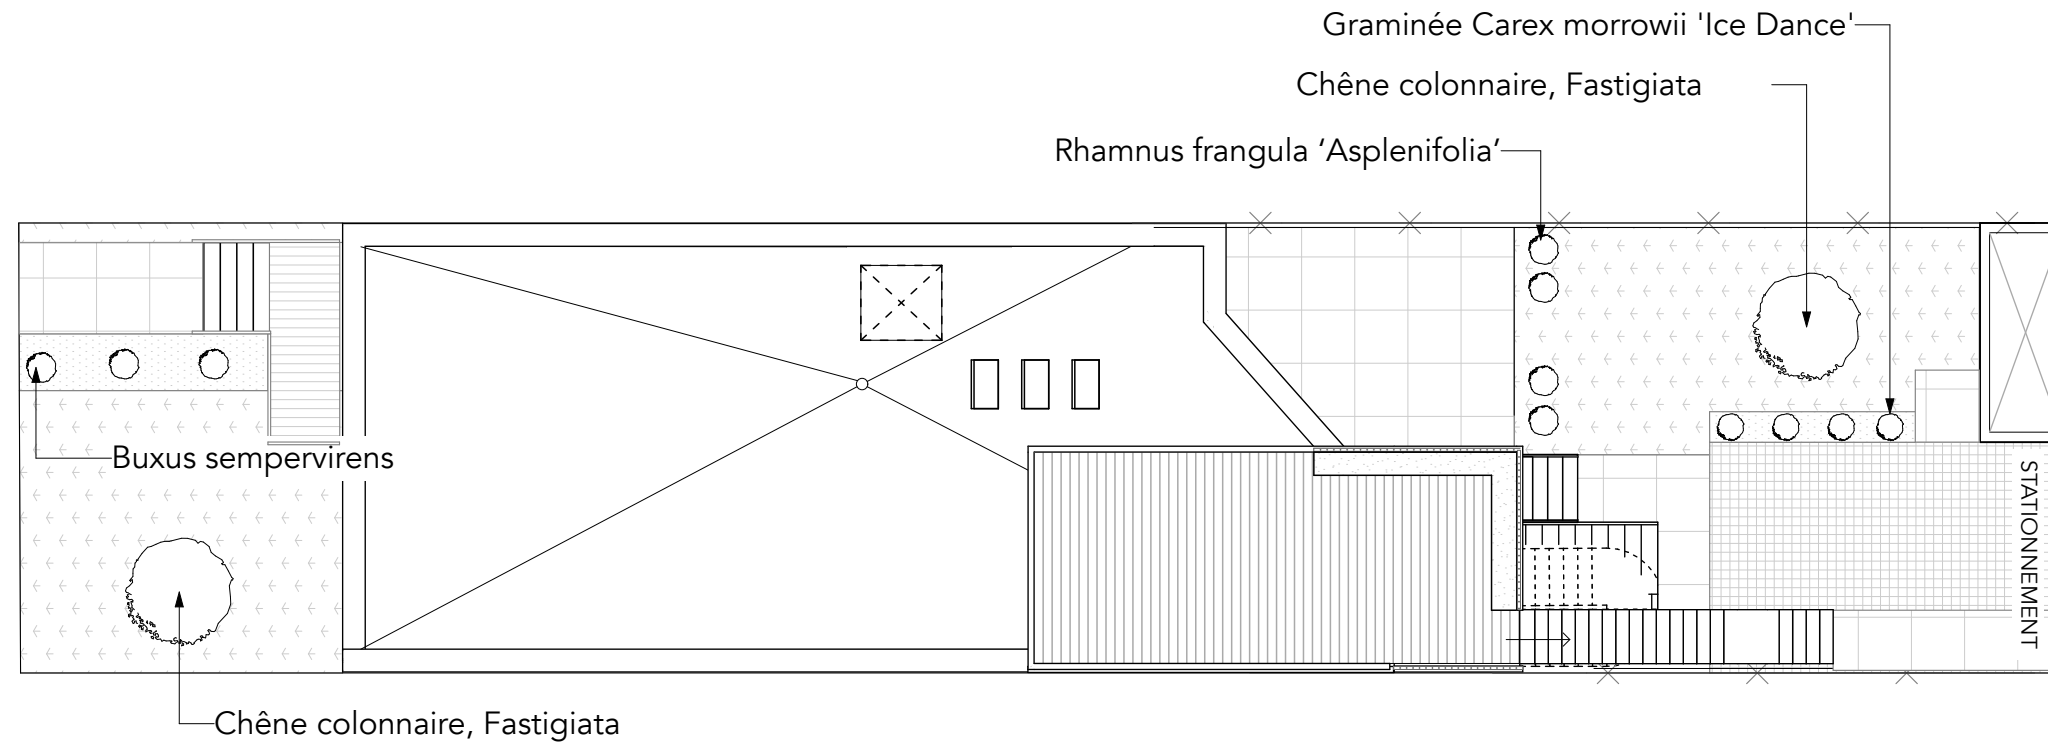 Graminée Carex morrowii 'Ice Dance'
Chêne colonnaire, Fastigiata
Rhamnus frangula ‘Asplenifolia’
Buxus sempervirens
STATIONNEMENT
Chêne colonnaire, Fastigiata